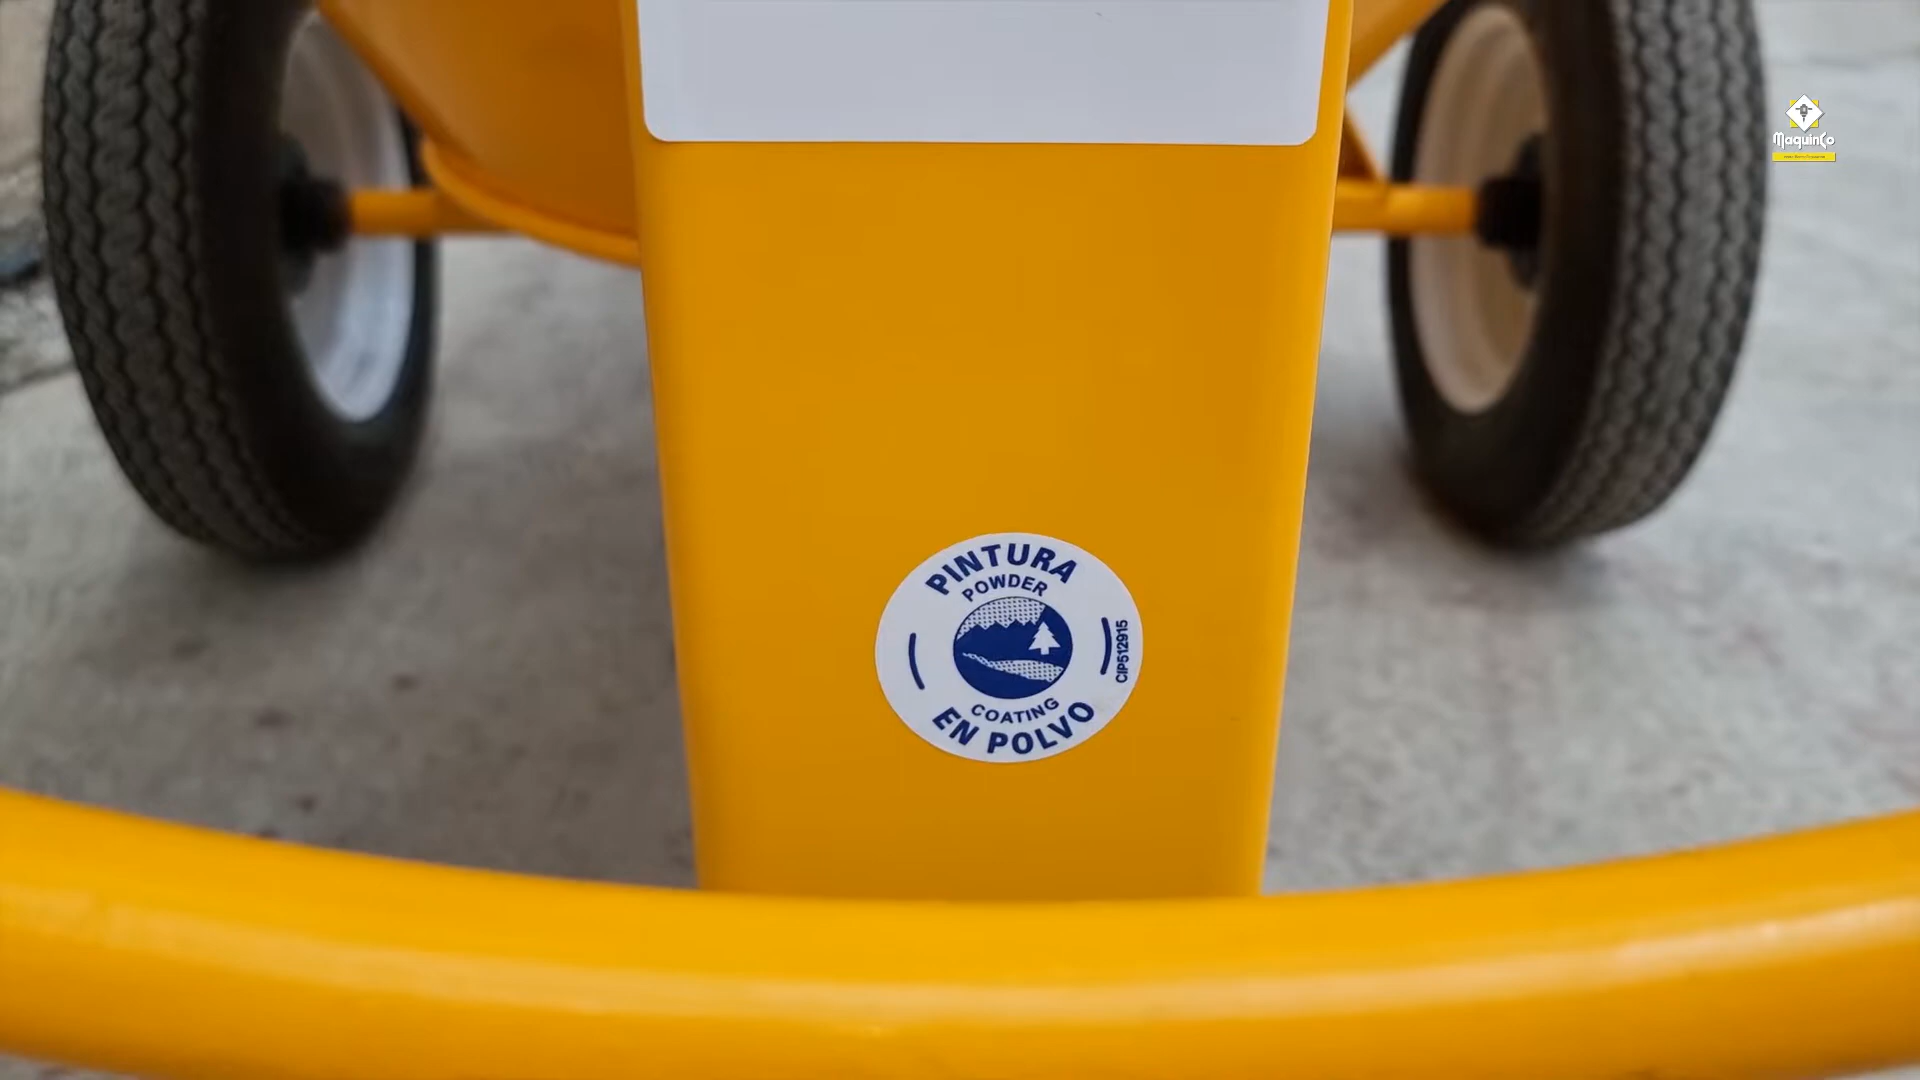 MaquinCo
PINTURA
POWDER
CIP512915
COATING
EN POLVO